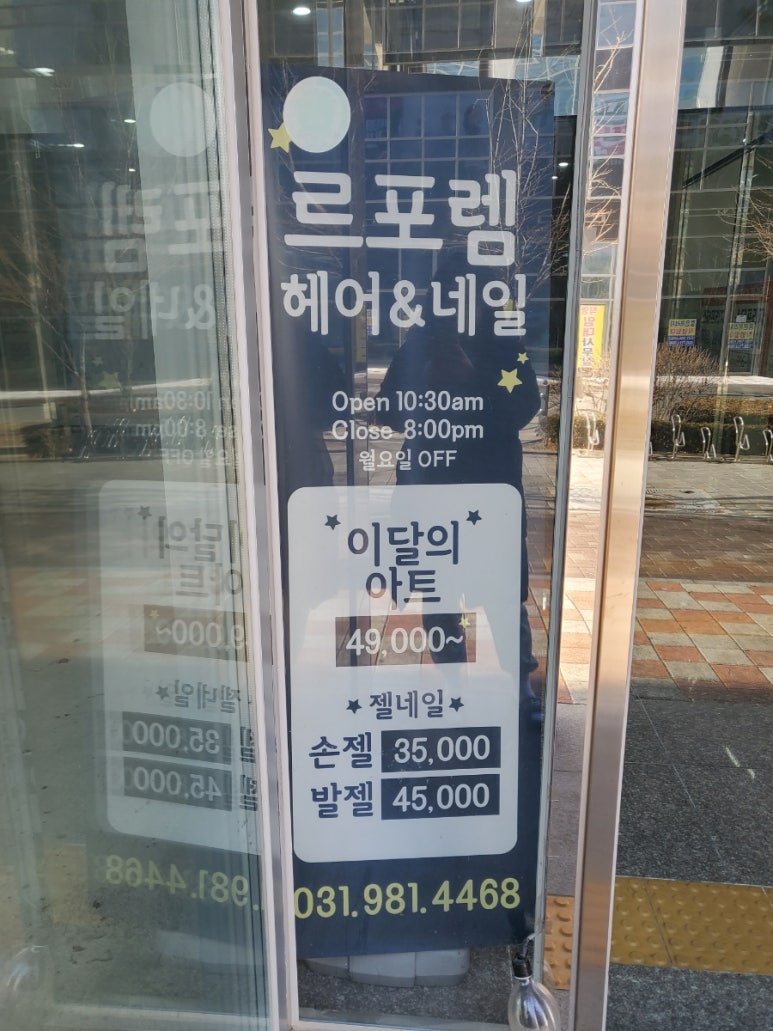 르포렘
헤어&네일
Open 10:30am
Close 8:00pm
월요일 OFF
이달의
아트
49,000~
젤네일
손젤 35,000
발젤 45,000
031.981.4468
임대